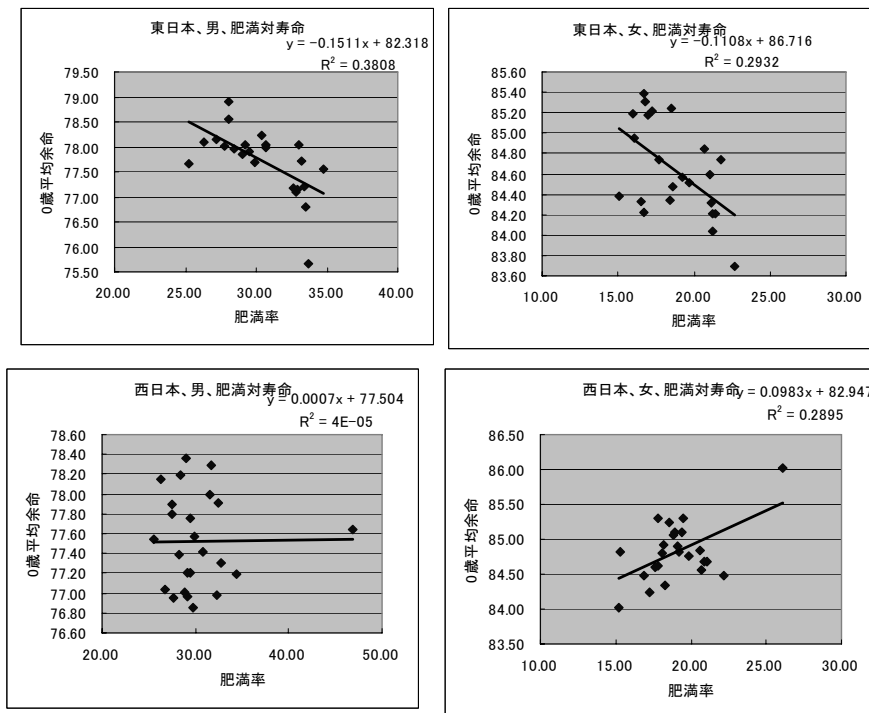 東日本、男、肥満対寿命
y = -0.1511x + 82.318
R² = 0.3808
79.50
79.00
78.50
78.00
77.50
77.00
76.50
76.00
75.50
0歳平均余命
20.00 25.00 30.00 35.00 40.00
肥満率
東日本、女、肥満対寿命
y = -0.1108x + 86.716
R² = 0.2932
85.60
85.40
85.20
85.00
84.80
84.60
84.40
84.20
84.00
83.80
83.60
0歳平均余命
10.00 15.00 20.00 25.00 30.00
肥満率
西日本、男、肥満対寿命
y = 0.0007x + 77.504
R² = 4E-05
78.60
78.40
78.20
78.00
77.80
77.60
77.40
77.20
77.00
76.80
76.60
0歳平均余命
20.00 30.00 40.00 50.00
肥満率
西日本、女、肥満対寿命
y = 0.0983x + 82.947
R² = 0.2895
86.50
86.00
85.50
85.00
84.50
84.00
83.50
0歳平均余命
10.00 15.00 20.00 25.00 30.00
肥満率